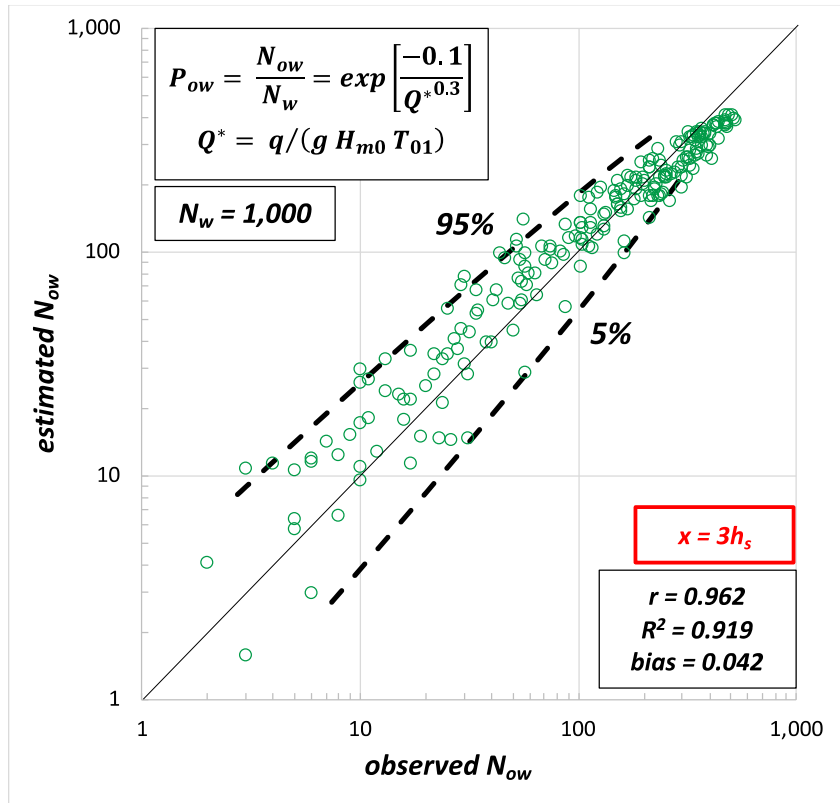 1,000
100
10
1
estimated N_ow
P_ow = N_ow / N_w = exp [ −0.1 / Q*^0.3 ]
Q* = q/(g H_m0 T_01)
N_w = 1,000
95%
5%
x = 3h_s
r = 0.962
R² = 0.919
bias = 0.042
1 10 100 1,000
observed N_ow